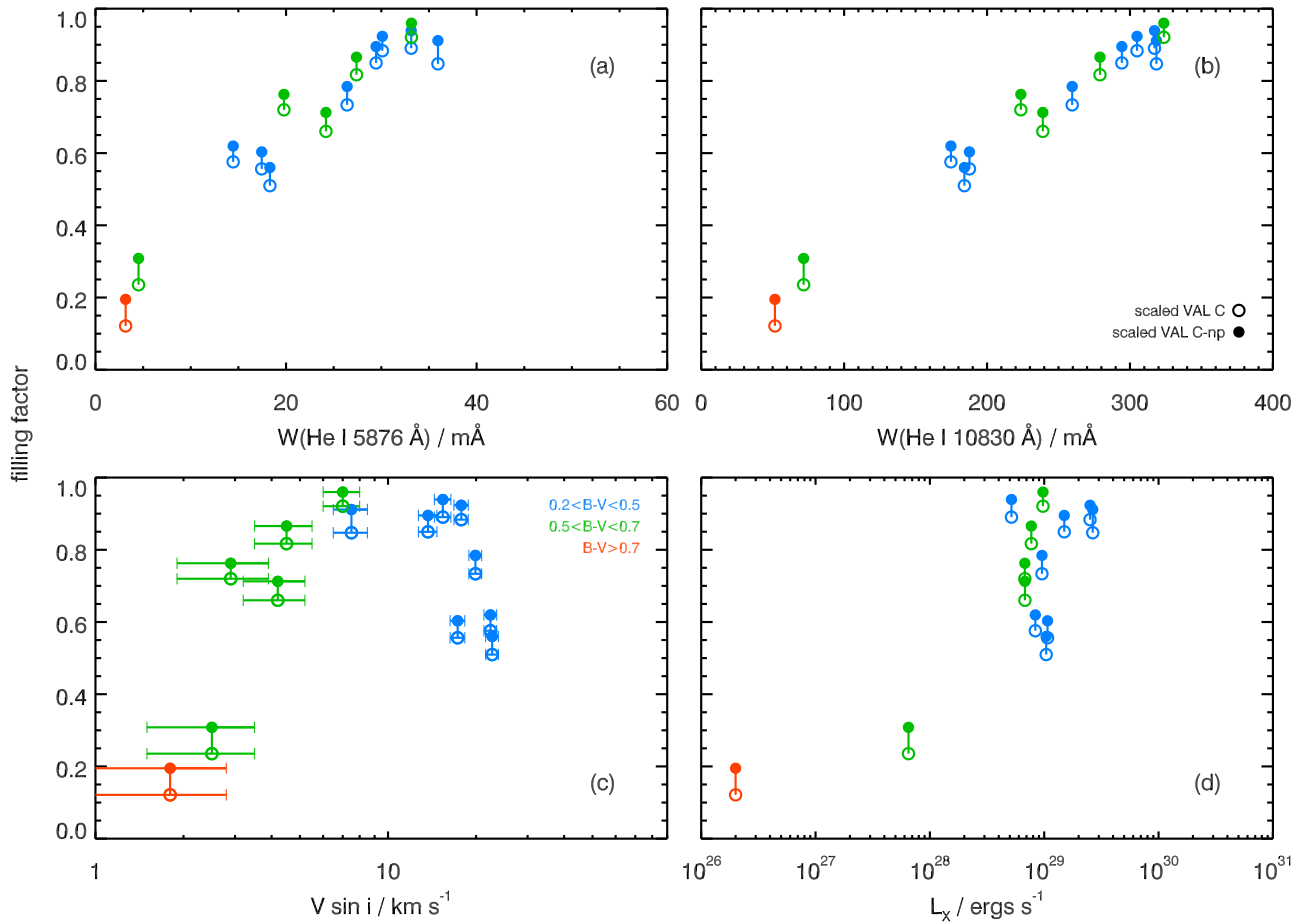 1.0
0.8
0.6
0.4
0.2
0.0
(a)
(b)
scaled VAL C
scaled VAL C-np
0 20 40 60
0 100 200 300 400
W(He I 5876 Å) / mÅ
W(He I 10830 Å) / mÅ
filling factor
1.0
0.8
0.6
0.4
0.2
0.0
0.2<B-V<0.5
0.5<B-V<0.7
B-V>0.7
(c)
(d)
1 10
10²⁶ 10²⁷ 10²⁸ 10²⁹ 10³⁰ 10³¹
V sin i / km s⁻¹
Lₓ / ergs s⁻¹